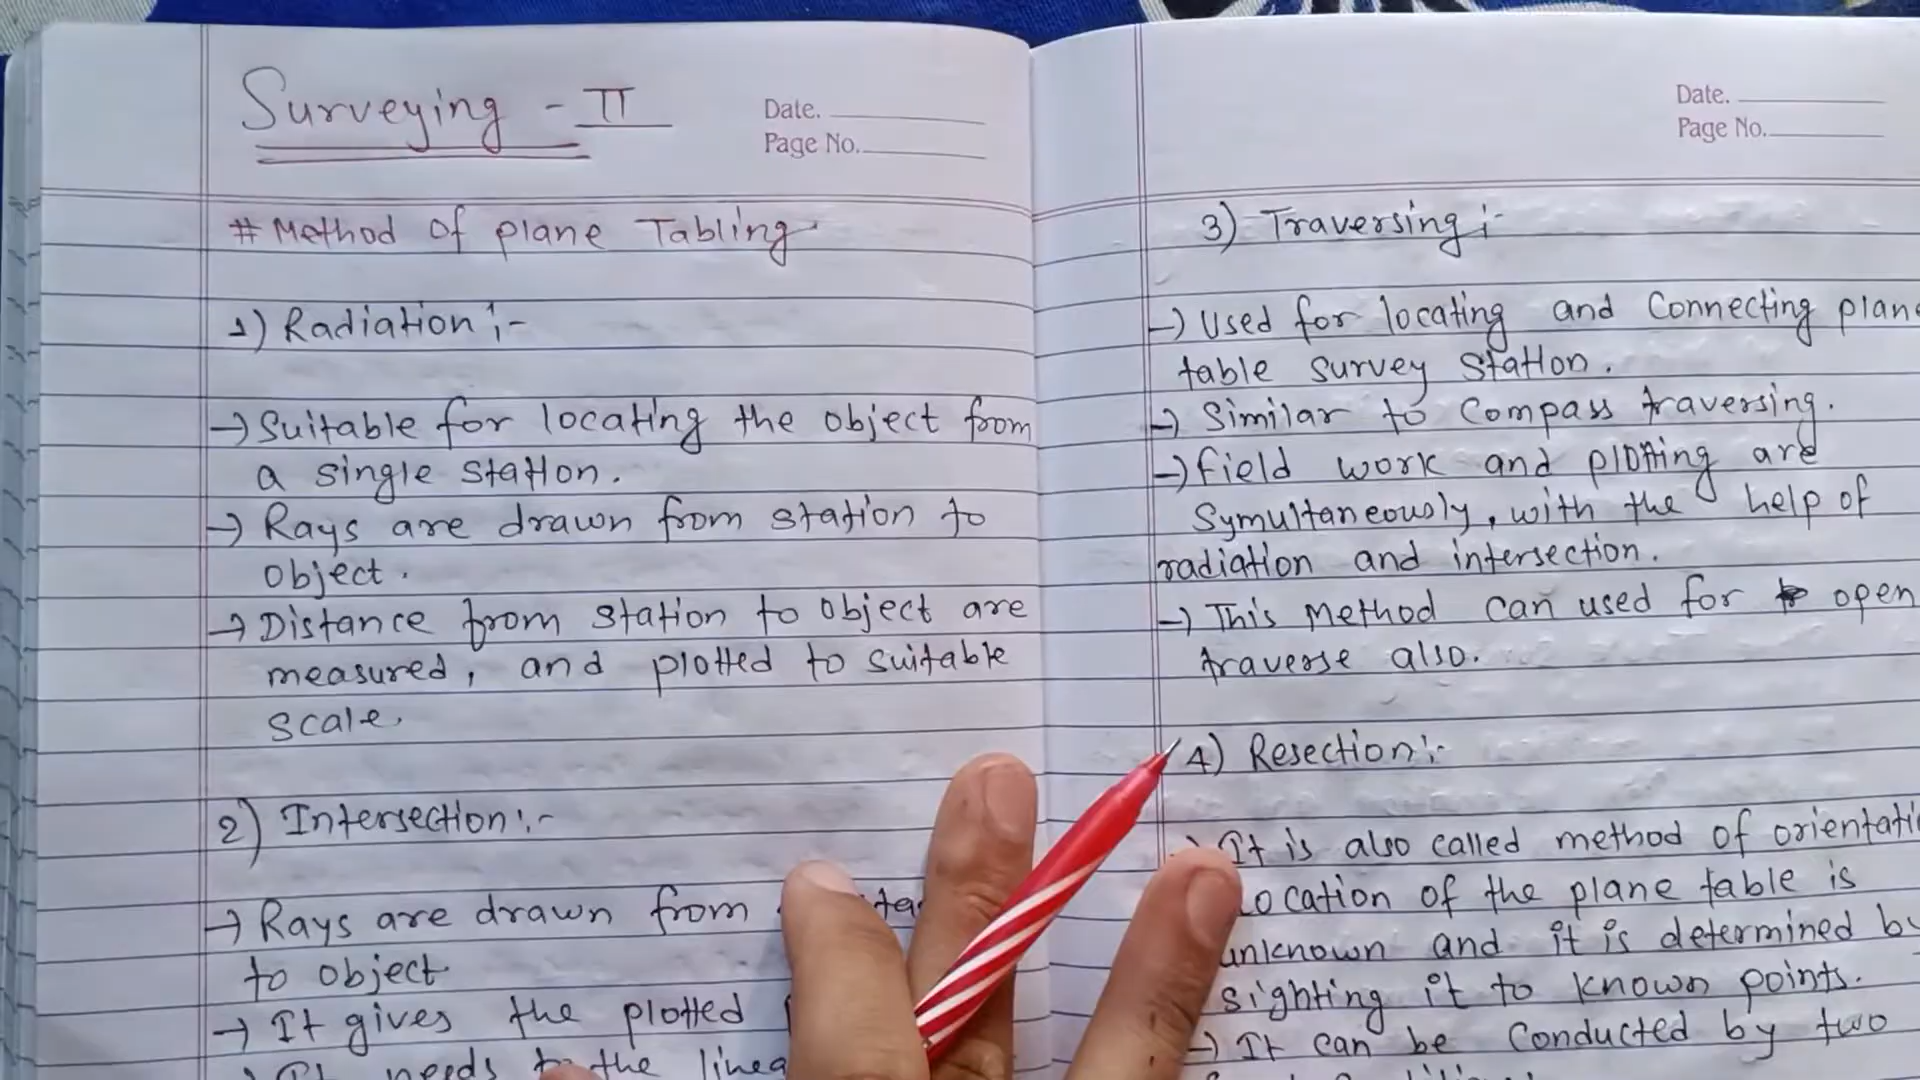 Surveying - II
Date.
Page No.
# Method of plane Tabling
1) Radiation :-
→ Suitable for locating the object from
a single station.
→ Rays are drawn from station to
object.
→ Distance from station to object are
measured, and plotted to suitable
scale.
2) Intersection :-
→ Rays are drawn from
to object
→ It gives the plotted
→ It needs to the
Date.
Page No.
3) Traversing :-
→ Used for locating and Connecting plane
table survey station.
→ Similar to Compass traversing.
→ field work and plotting are
Symultaneously, with the help of
radiation and intersection.
→ This method can used for open
traverse also.
4) Resection :-
→ It is also called method of orientati
Location of the plane table is
unknown and it is determined by
sighting it to known points.
→ It can be conducted by two